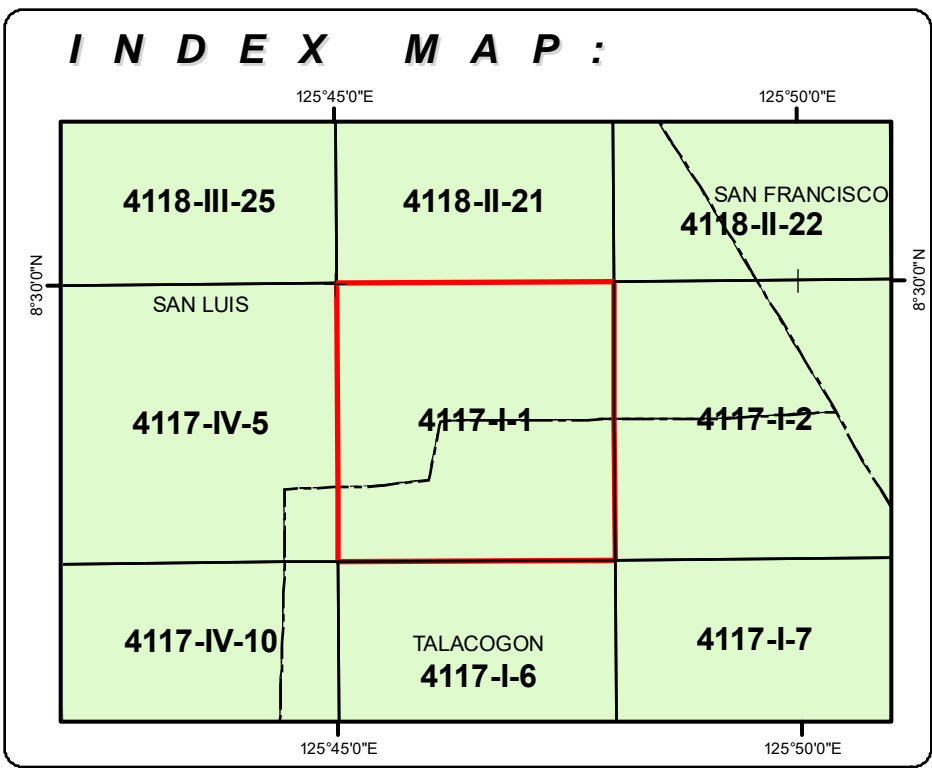 INDEX MAP:
125°45'0"E 125°50'0"E
4118-III-25 4118-II-21 SAN FRANCISCO
4118-II-22
8°30'0"N 8°30'0"N
SAN LUIS
4117-IV-5 4117-I-1 4117-I-2
4117-IV-10 TALACOGON 4117-I-7
4117-I-6
125°45'0"E 125°50'0"E